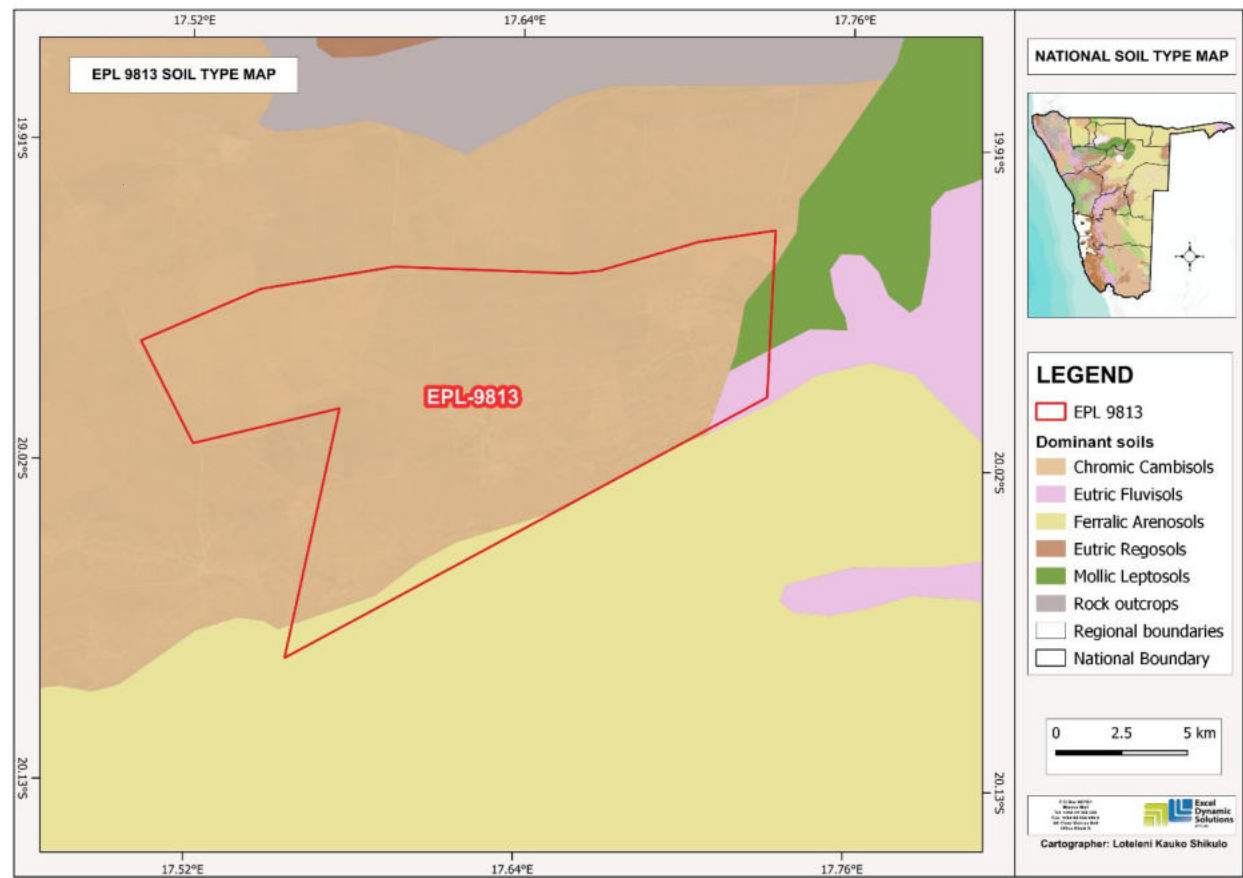 17.52°E
17.64°E
17.76°E
EPL 9813 SOIL TYPE MAP
NATIONAL SOIL TYPE MAP
19.91°S
19.91°S
EPL-9813
20.02°S
20.02°S
20.13°S
20.13°S
17.52°E
17.64°E
17.76°E
LEGEND
EPL 9813
Dominant soils
Chromic Cambisols
Eutric Fluvisols
Ferralic Arenosols
Eutric Regosols
Mollic Leptosols
Rock outcrops
Regional boundaries
National Boundary
0 2.5 5 km
Excel
Dynamic
Solutions
Cartographer: Loteleni Kauko Shikulo